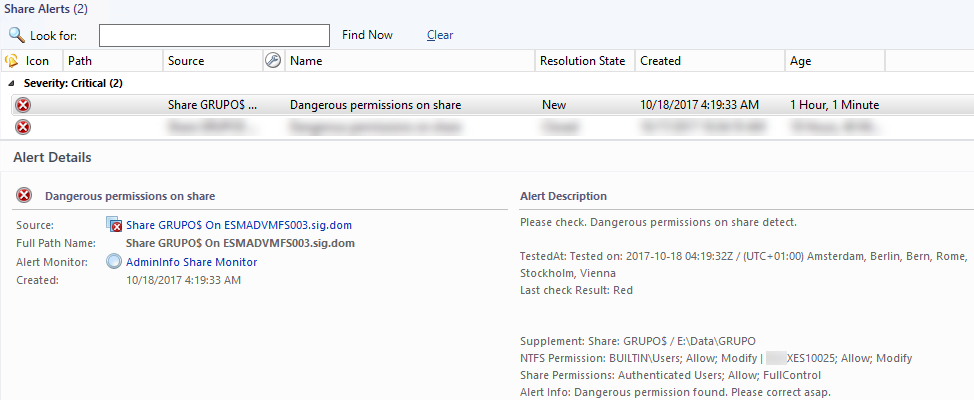 Share Alerts (2)
Look for: Find Now Clear
Icon Path Source Name Resolution State Created Age
Severity: Critical (2)
Share GRUPO$ ... Dangerous permissions on share New 10/18/2017 4:19:33 AM 1 Hour, 1 Minute
Alert Details
Dangerous permissions on share
Source: Share GRUPO$ On ESMADVMFS003.sig.dom
Full Path Name: Share GRUPO$ On ESMADVMFS003.sig.dom
Alert Monitor: AdminInfo Share Monitor
Created: 10/18/2017 4:19:33 AM
Alert Description
Please check. Dangerous permissions on share detect.
TestedAt: Tested on: 2017-10-18 04:19:32Z / (UTC+01:00) Amsterdam, Berlin, Bern, Rome,
Stockholm, Vienna
Last check Result: Red
Supplement: Share: GRUPO$ / E:\Data\GRUPO
NTFS Permission: BUILTIN\Users; Allow; Modify | XES10025; Allow; Modify
Share Permissions: Authenticated Users; Allow; FullControl
Alert Info: Dangerous permission found. Please correct asap.